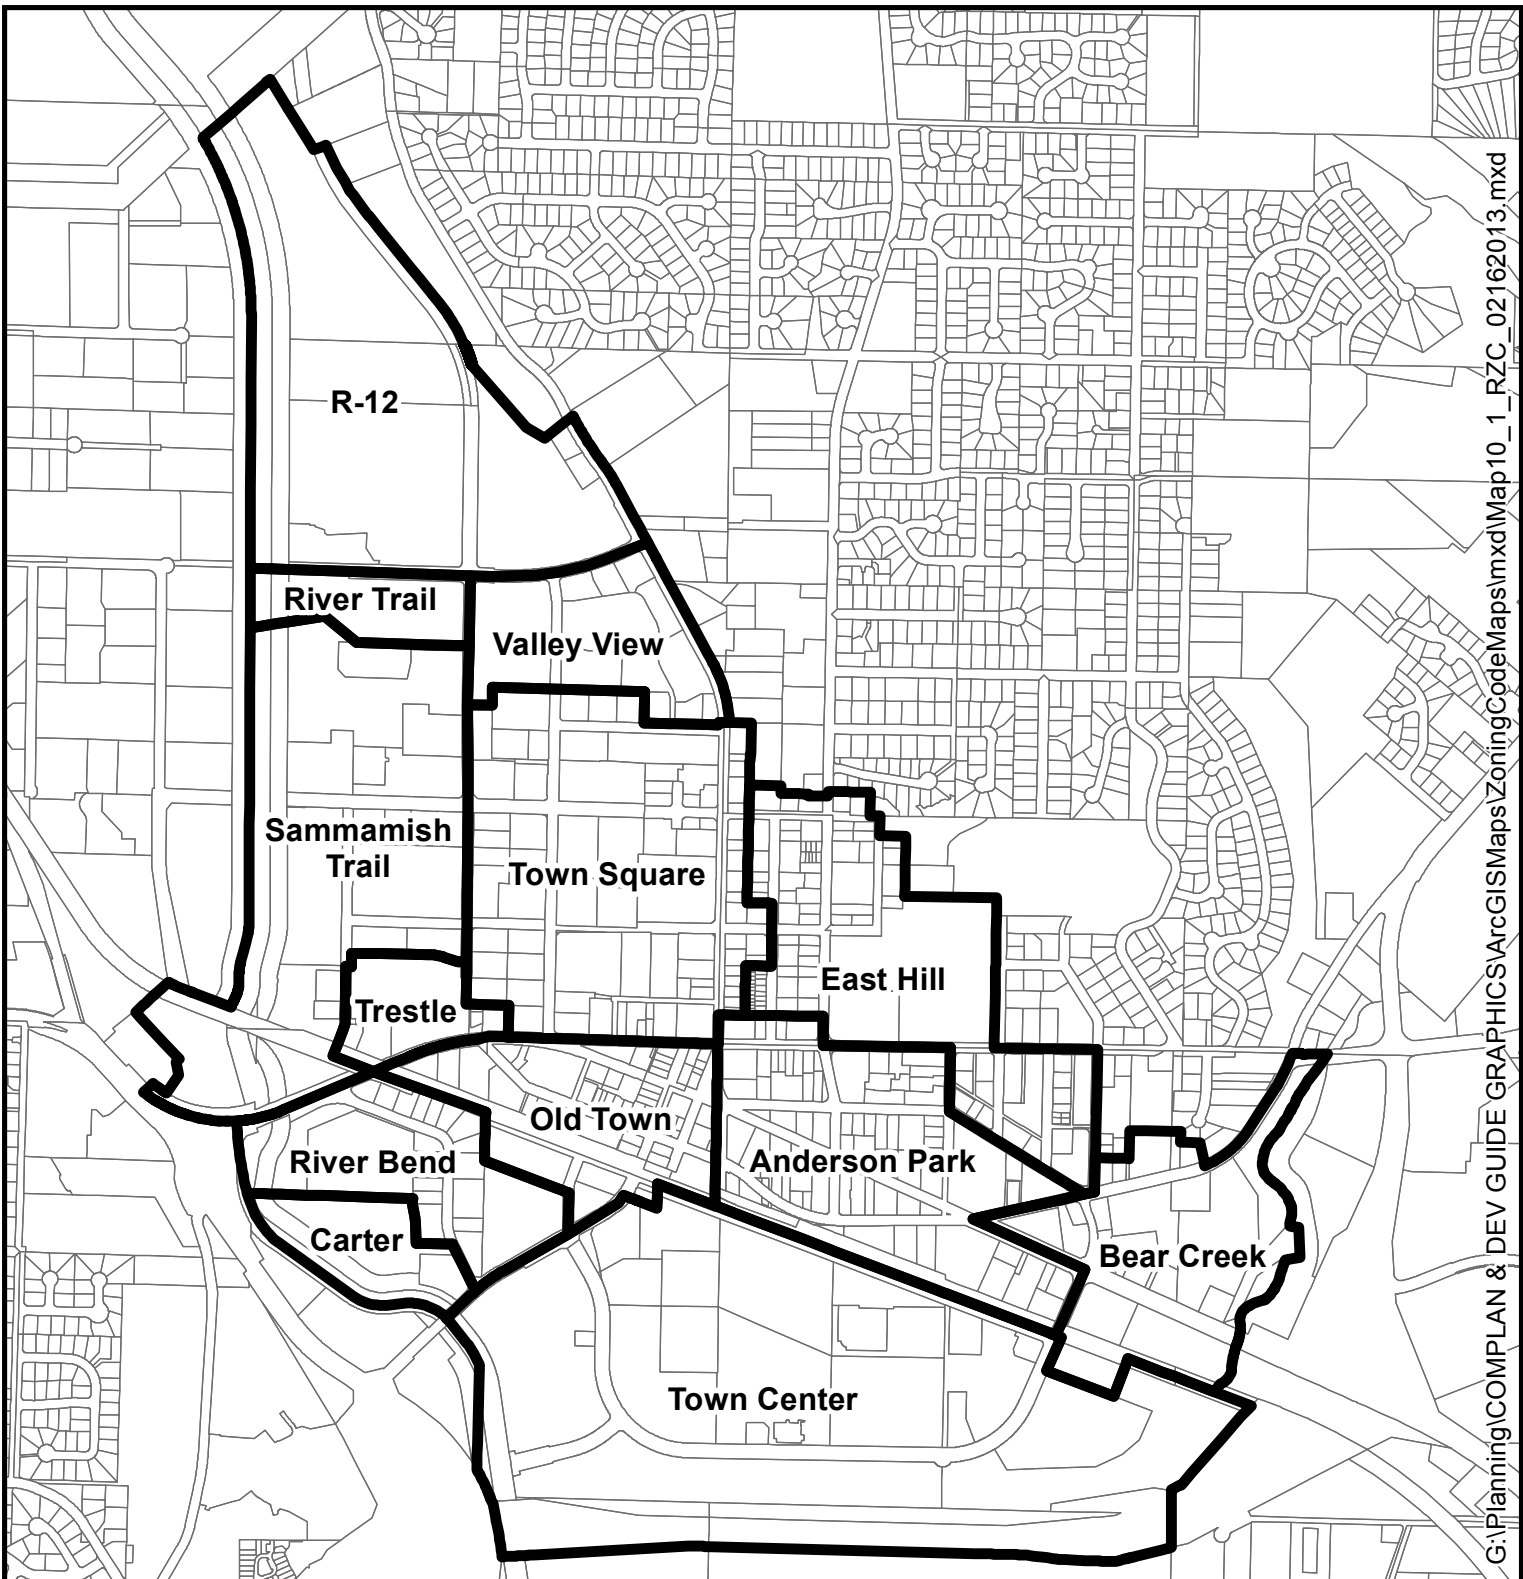 R-12
River Trail
Valley View
Sammamish
Trail
Town Square
East Hill
Trestle
Old Town
Anderson Park
River Bend
Carter
Bear Creek
Town Center
G:\Planning\COMPLAN & DEV GUIDE GRAPHICS\ArcGISMaps\ZoningCodeMaps\mxd\Map10_1_RZC_02162013.mxd